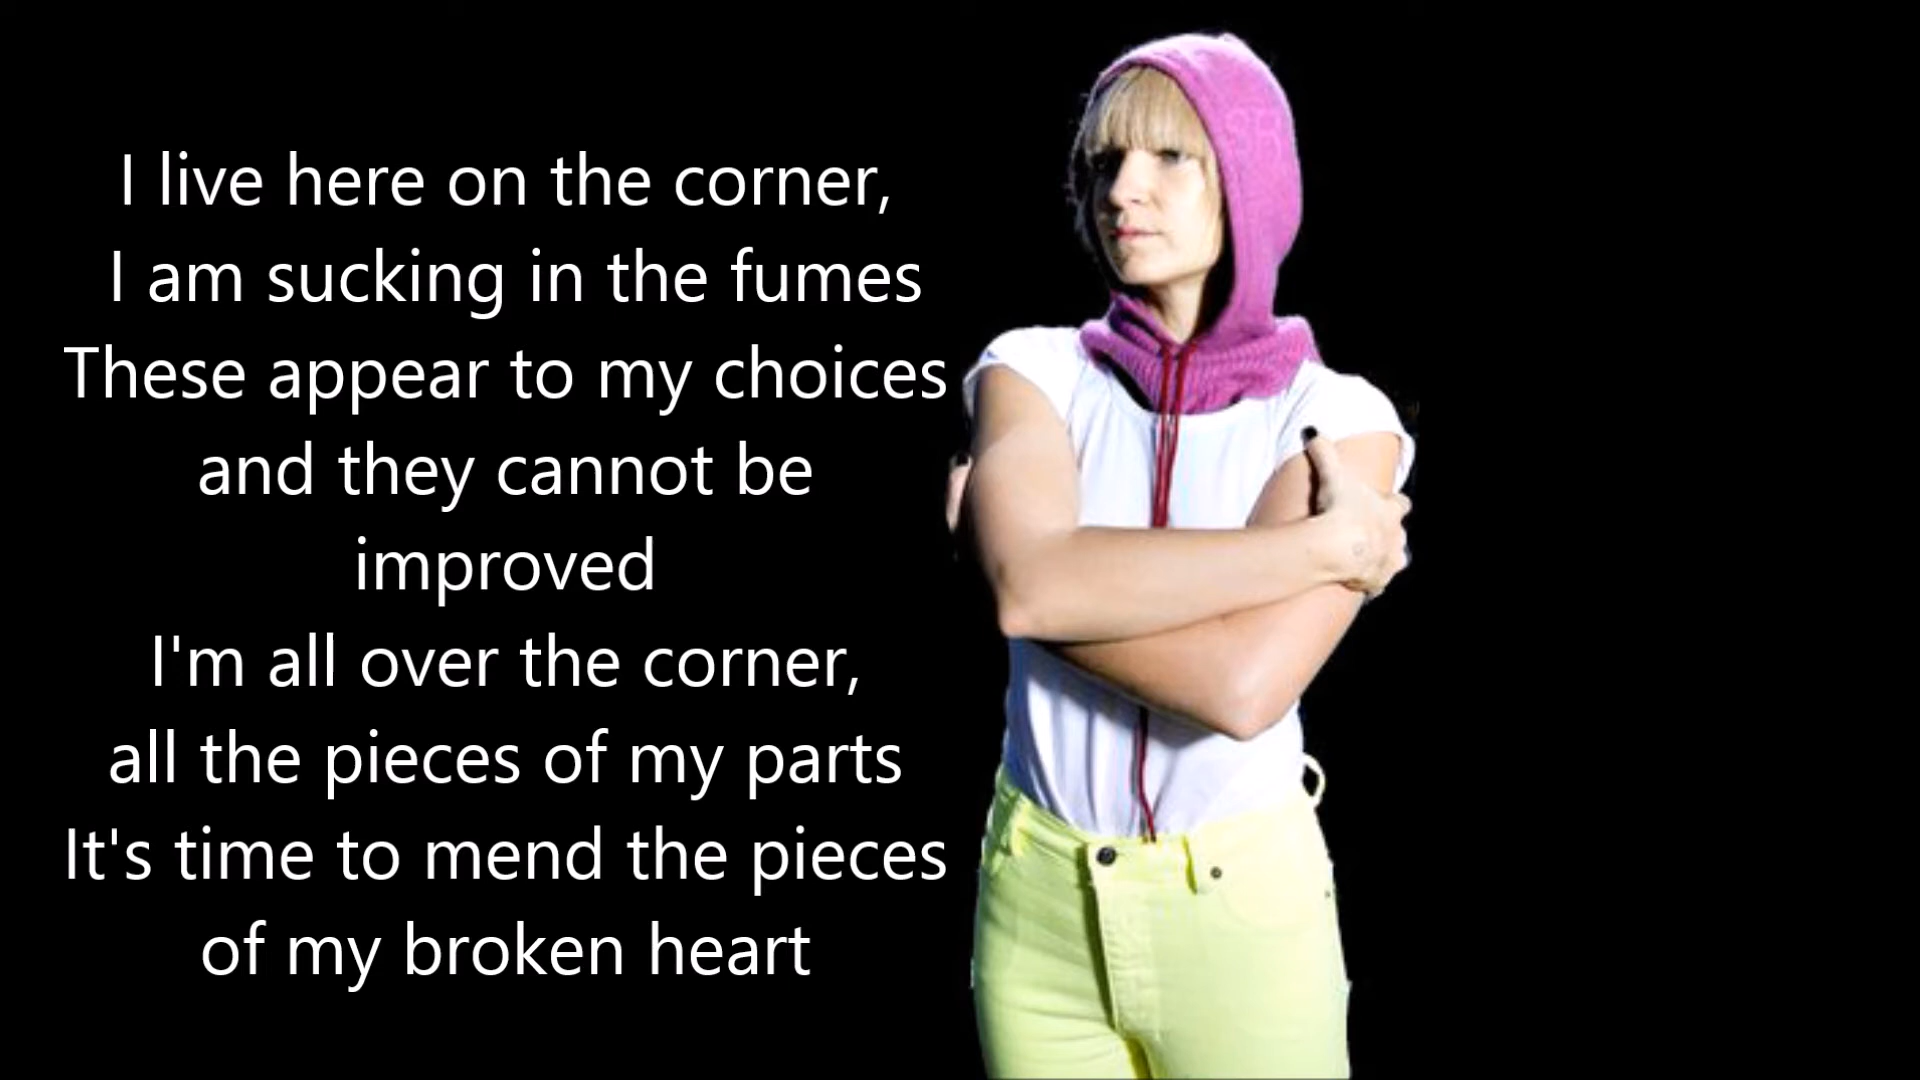 I live here on the corner,
I am sucking in the fumes
These appear to my choices
and they cannot be
improved
I'm all over the corner,
all the pieces of my parts
It's time to mend the pieces
of my broken heart